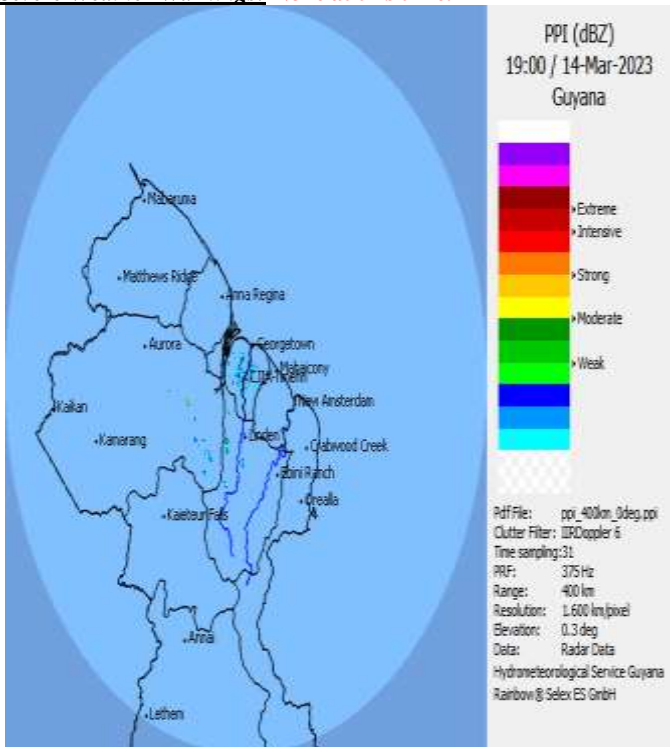 PPI (dBZ)
19:00 / 14-Mar-2023
Guyana
Extreme
Intensive
Strong
Moderate
Weak
Mabaruma
Matthews Ridge
Anna Regina
Aurora
Georgetown
Mahaicony
New Amsterdam
Kaikan
Kamarang
Linden
Crabwood Creek
Ebini Ranch
Orealla
Kaieteur Falls
Annai
Lethem
Pdf File: ppi_400km_0deg.ppi
Clutter Filter: IIRDoppler 6
Time sampling:31
PRF: 375 Hz
Range: 400 km
Resolution: 1.600 km/pixel
Elevation: 0.3 deg
Data: Radar Data
Hydrometeorological Service Guyana
Rainbow® Selex ES GmbH